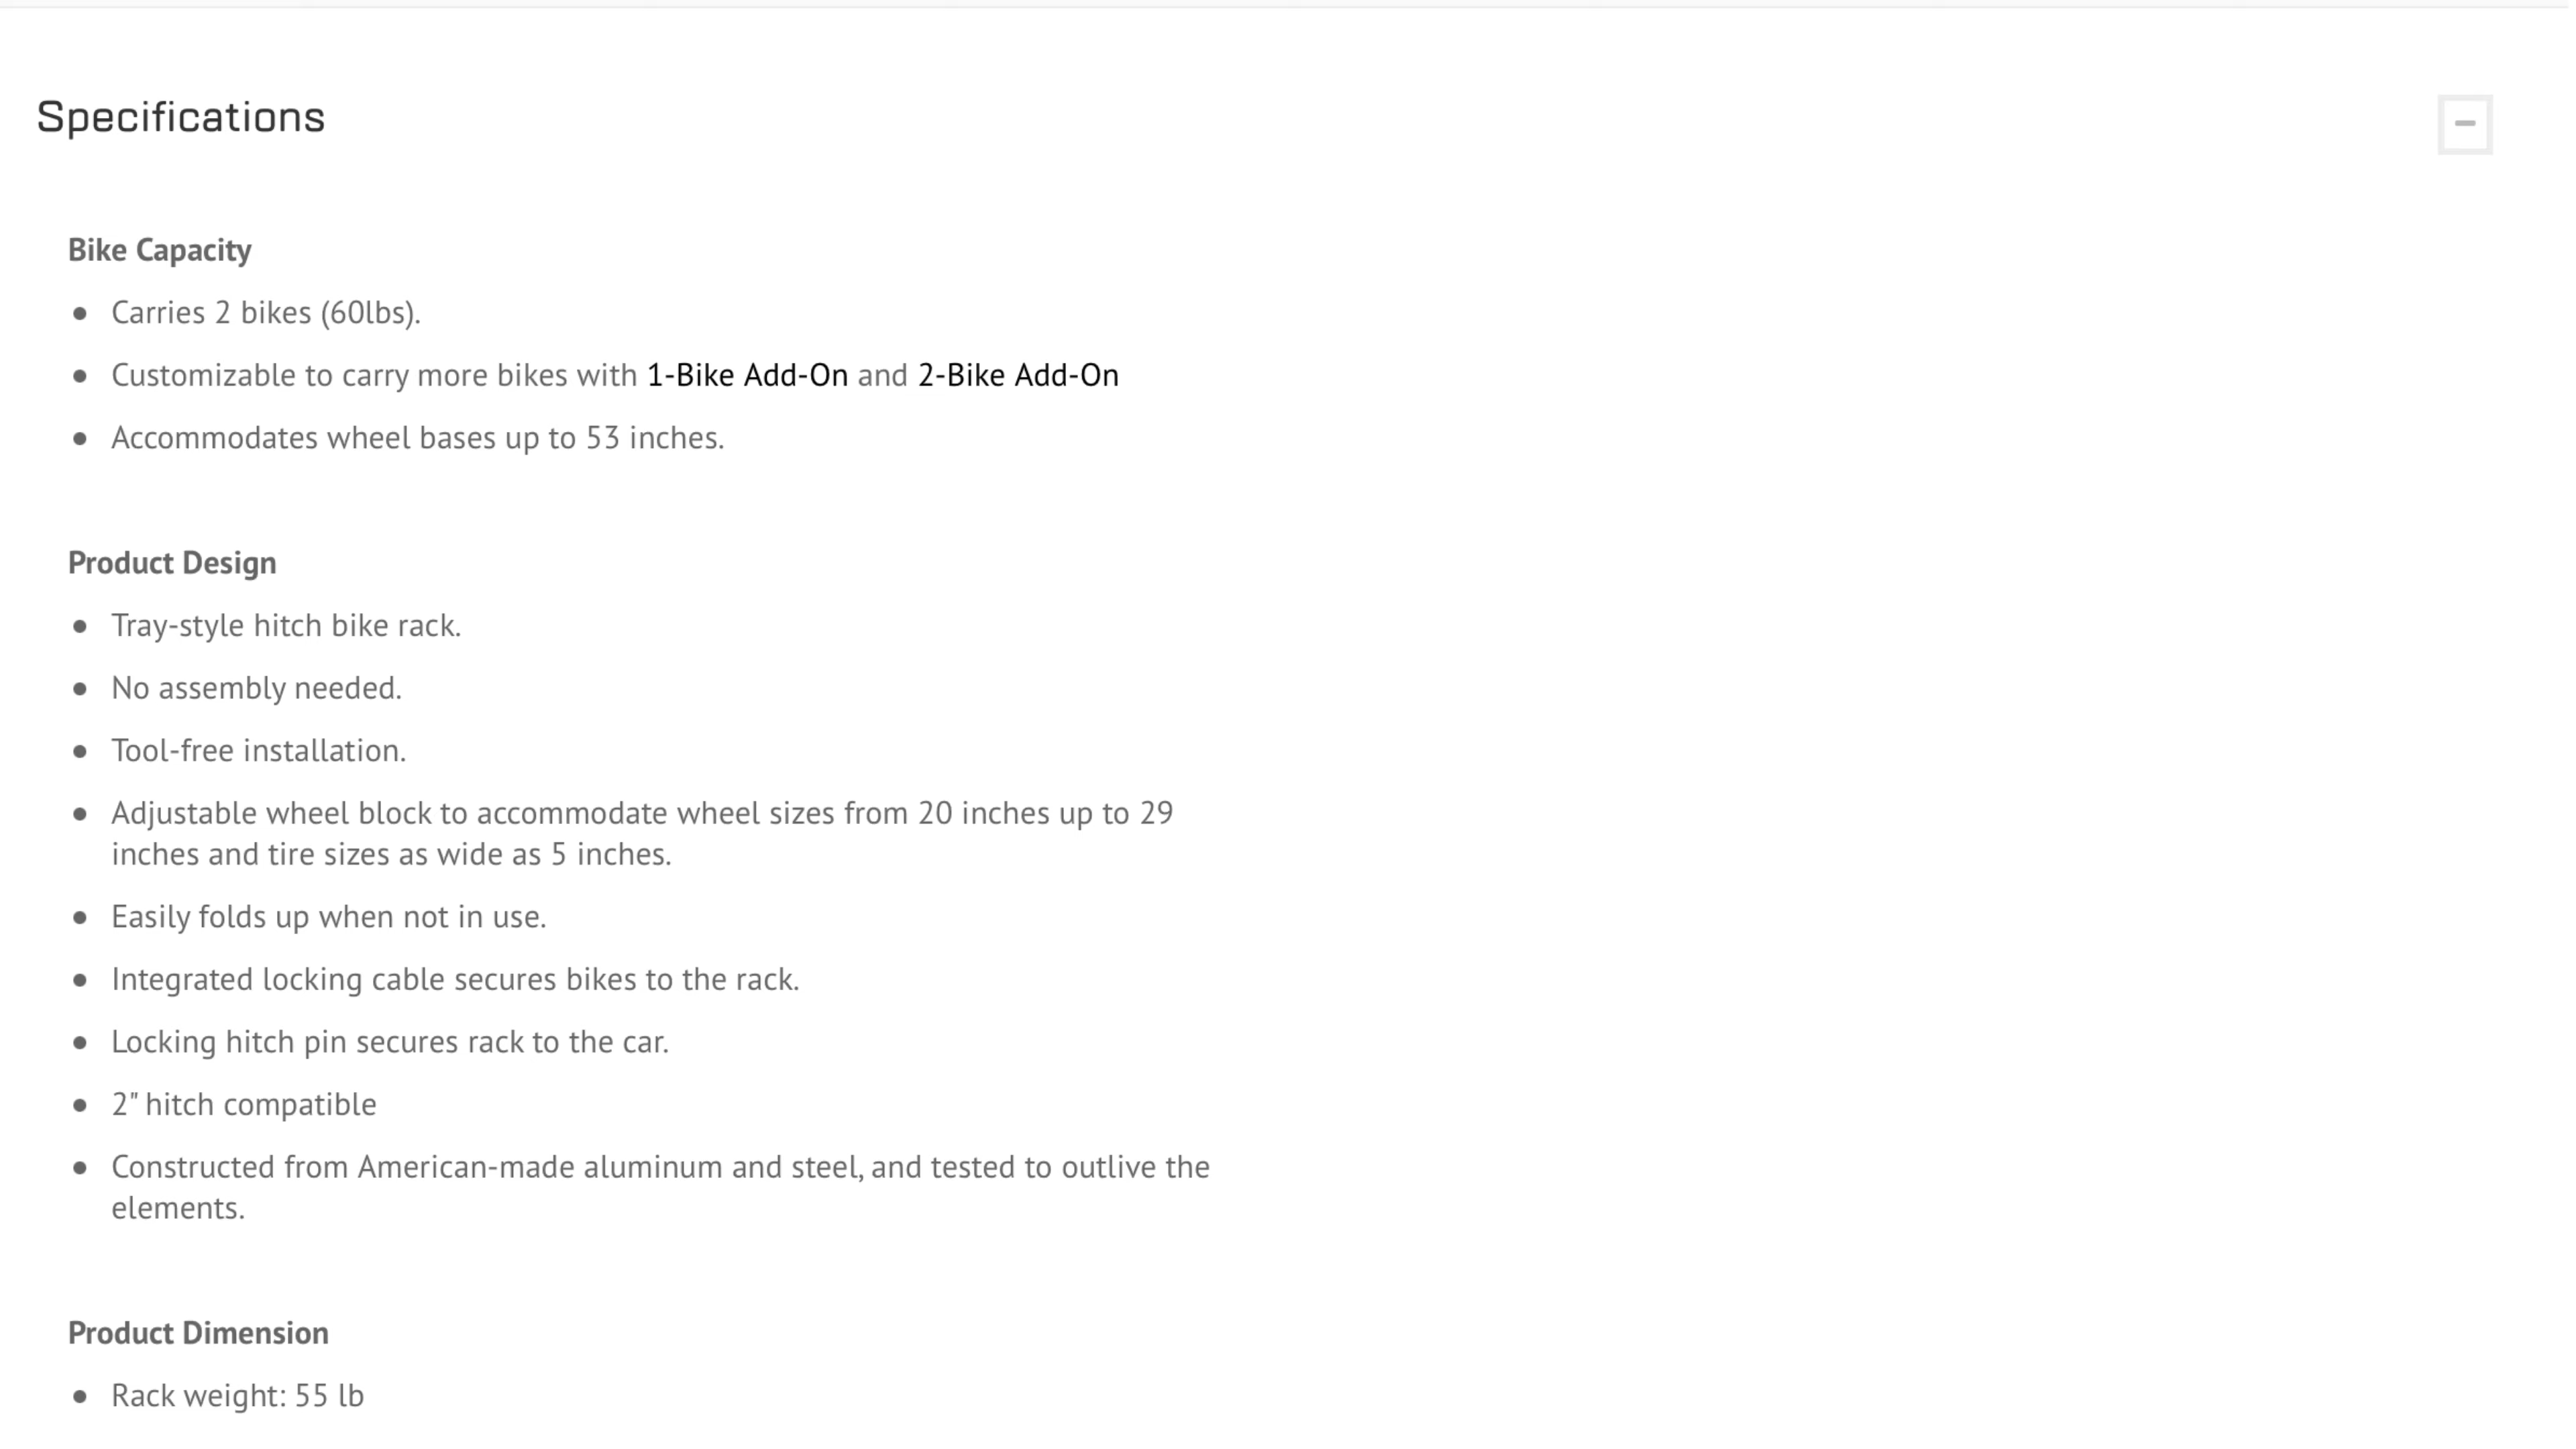 Specifications
Bike Capacity
Carries 2 bikes (60lbs).
Customizable to carry more bikes with 1-Bike Add-On and 2-Bike Add-On
Accommodates wheel bases up to 53 inches.
Product Design
Tray-style hitch bike rack.
No assembly needed.
Tool-free installation.
Adjustable wheel block to accommodate wheel sizes from 20 inches up to 29
inches and tire sizes as wide as 5 inches.
Easily folds up when not in use.
Integrated locking cable secures bikes to the rack.
Locking hitch pin secures rack to the car.
2" hitch compatible
Constructed from American-made aluminum and steel, and tested to outlive the
elements.
Product Dimension
Rack weight: 55 lb